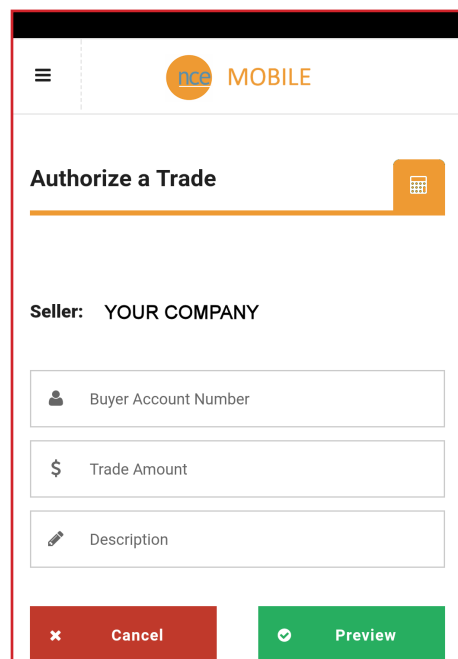 nce MOBILE
Authorize a Trade
Seller: YOUR COMPANY
Buyer Account Number
$ Trade Amount
Description
Cancel Preview